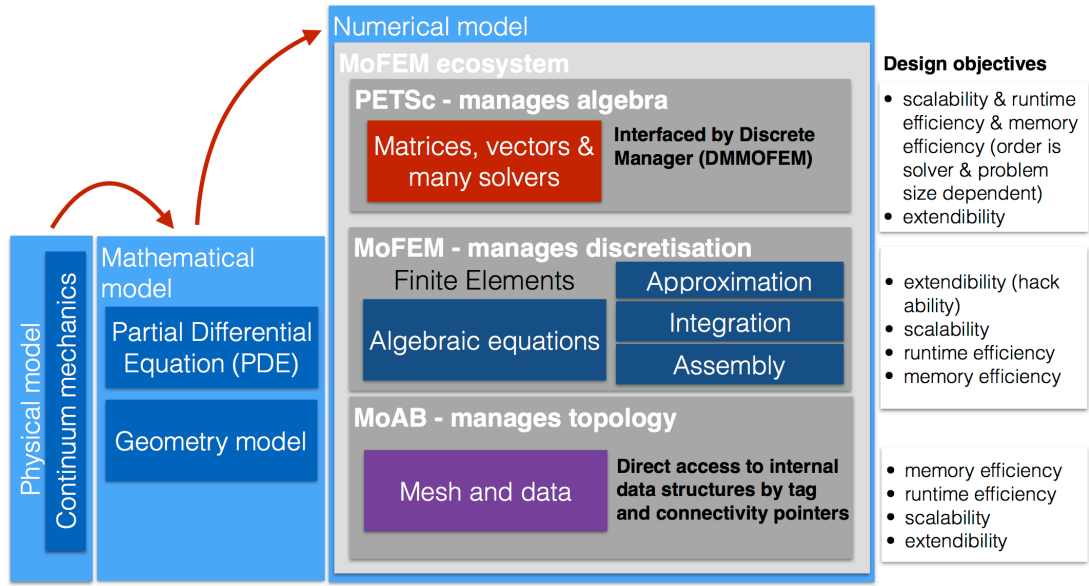 Physical model
Continuum mechanics
Mathematical
model
Partial Differential
Equation (PDE)
Geometry model
Numerical model
MoFEM ecosystem
PETSc - manages algebra
Matrices, vectors &
many solvers
Interfaced by Discrete
Manager (DMMOFEM)
MoFEM - manages discretisation
Finite Elements
Algebraic equations
Approximation
Integration
Assembly
MoAB - manages topology
Mesh and data
Direct access to internal
data structures by tag
and connectivity pointers
Design objectives
• scalability & runtime
efficiency & memory
efficiency (order is
solver & problem
size dependent)
• extendibility
• extendibility (hack
ability)
• scalability
• runtime efficiency
• memory efficiency
• memory efficiency
• runtime efficiency
• scalability
• extendibility